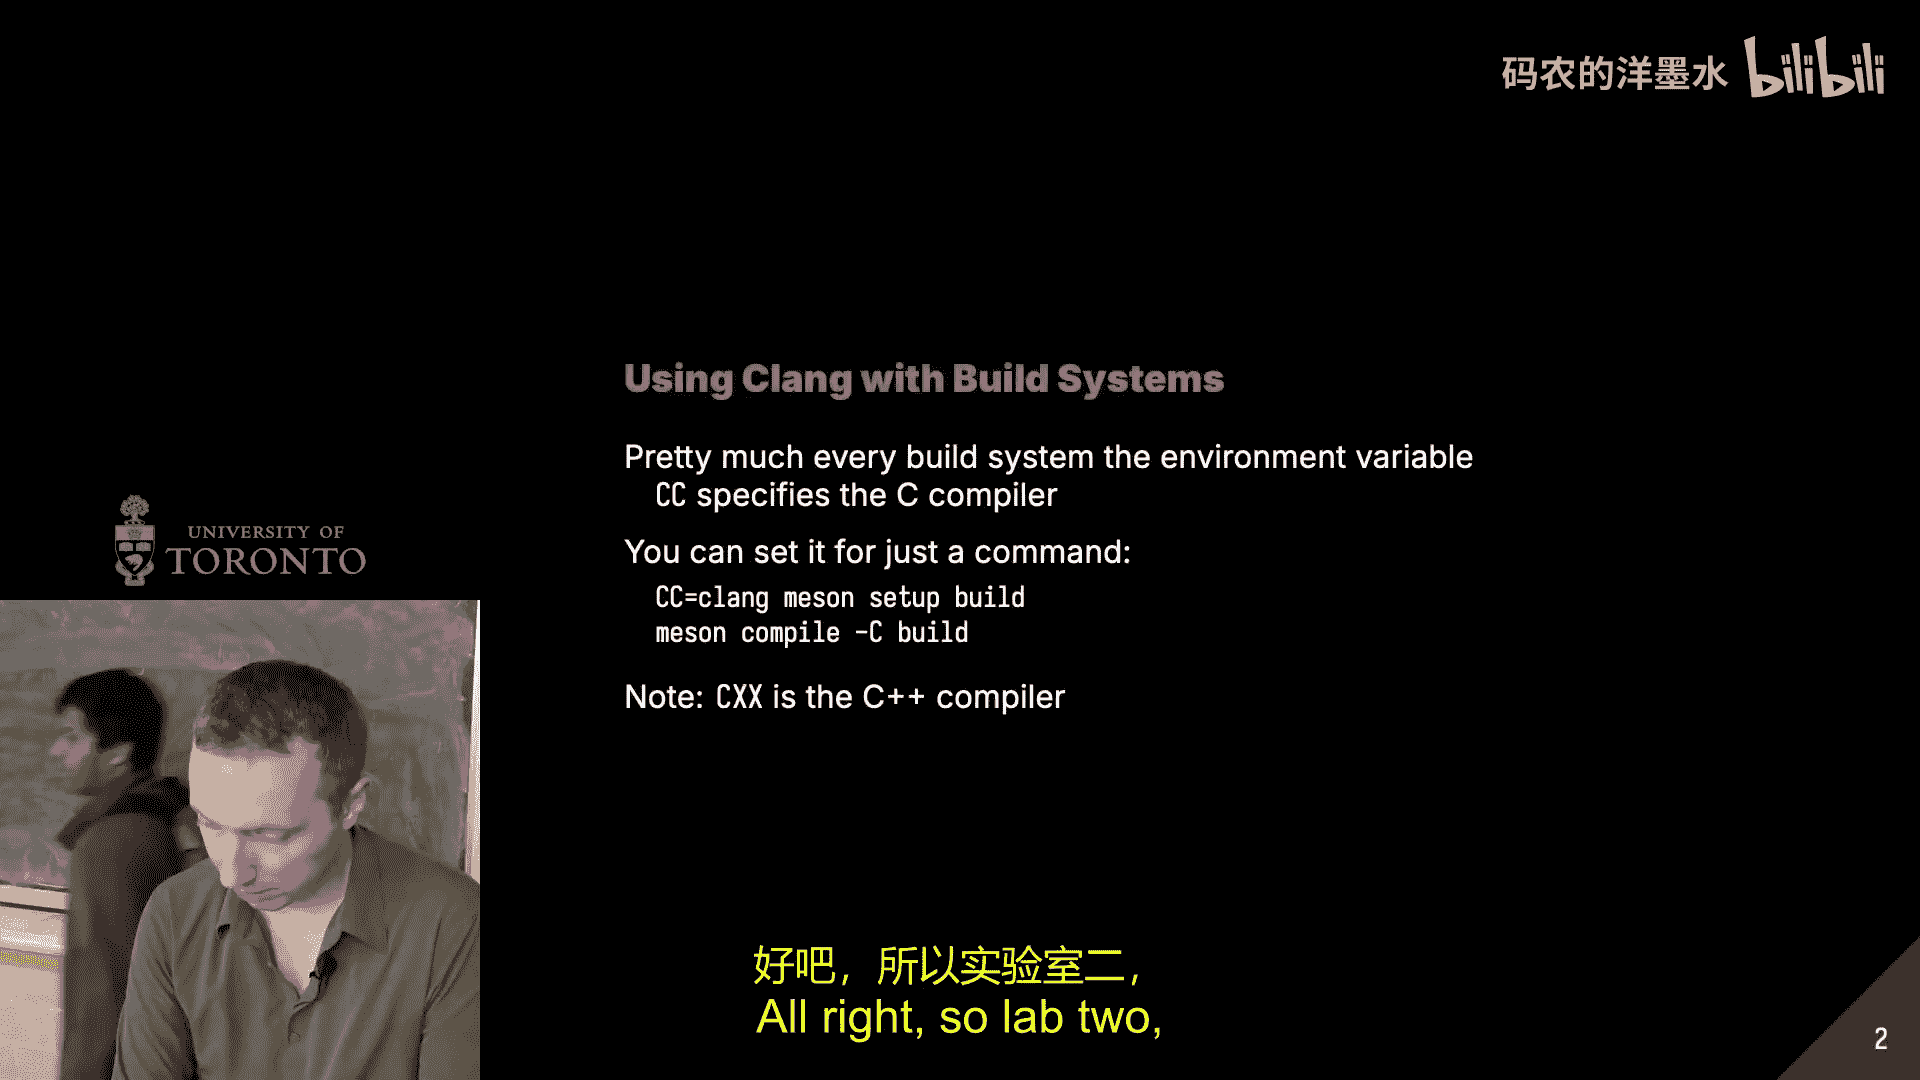 码农的洋墨水 bilibili
Using Clang with Build Systems
Pretty much every build system the environment variable
CC specifies the C compiler
You can set it for just a command:
CC=clang meson setup build
meson compile -C build
Note: CXX is the C++ compiler
UNIVERSITY OF
TORONTO
好吧，所以实验室二，
All right, so lab two,
2